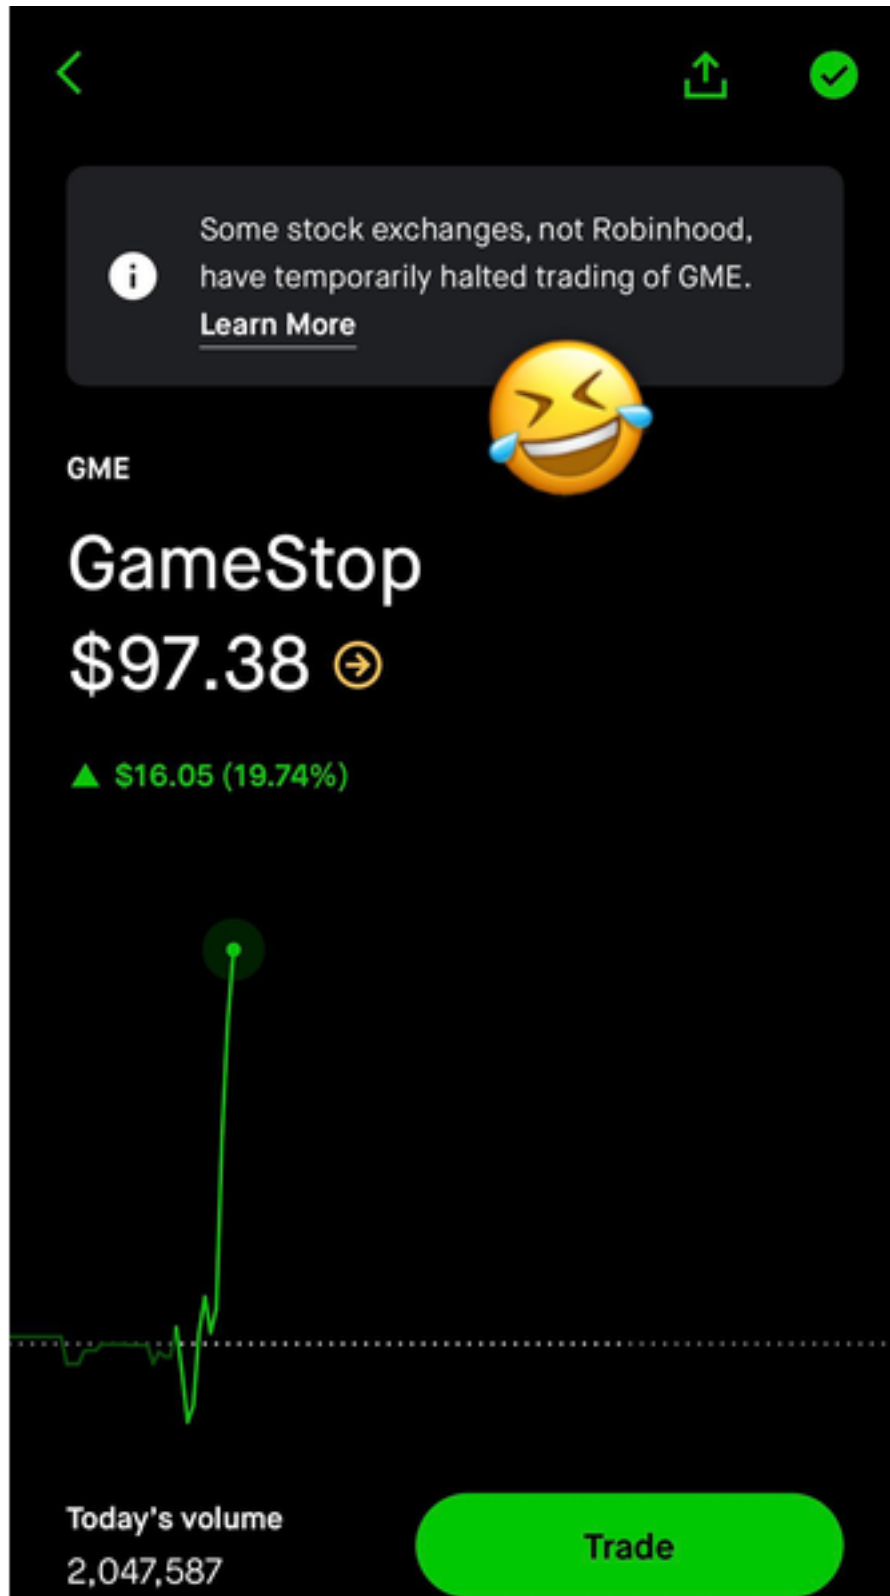 Some stock exchanges, not Robinhood,
have temporarily halted trading of GME.
Learn More
GME
GameStop
$97.38
▲ $16.05 (19.74%)
Today's volume
2,047,587
Trade